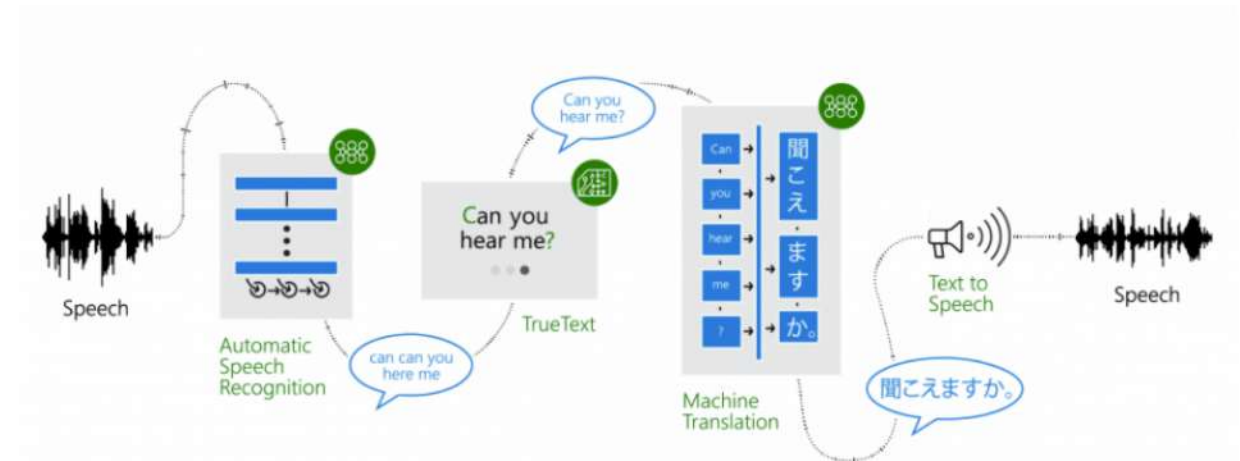 Speech
Automatic
Speech
Recognition
can can you
here me
Can you
hear me?
TrueText
Can you
hear me?
Can
you
hear
me
?
聞こえ
ます
か。
Machine
Translation
聞こえますか。
Text to
Speech
Speech